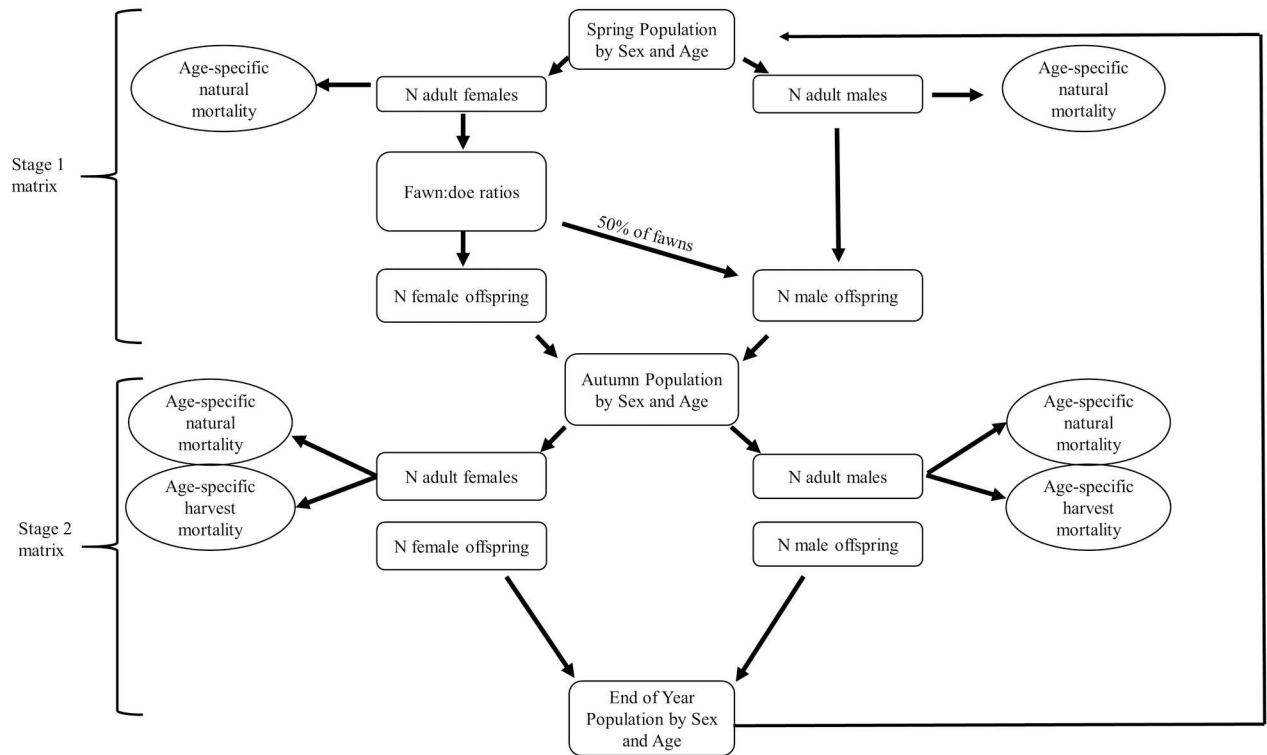 Spring Population
by Sex and Age
Age-specific
natural
mortality
N adult females
N adult males
Age-specific
natural
mortality
Stage 1
matrix
Fawn:doe ratios
50% of fawns
N female offspring
N male offspring
Autumn Population
by Sex and Age
Age-specific
natural
mortality
Age-specific
harvest
mortality
N adult females
N adult males
Age-specific
natural
mortality
Age-specific
harvest
mortality
Stage 2
matrix
N female offspring
N male offspring
End of Year
Population by Sex
and Age